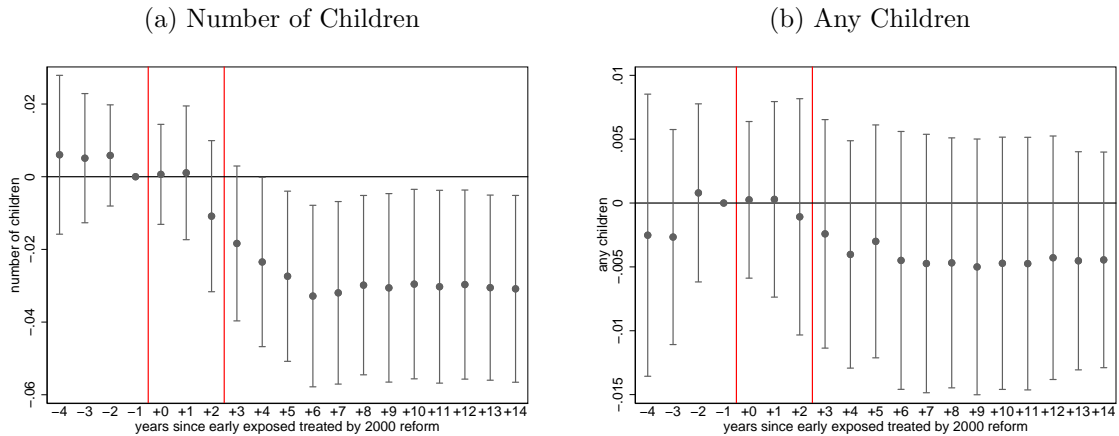 (a) Number of Children
number of children
.02
0
-.02
-.04
-.06
−4 −3 −2 −1 +0 +1 +2 +3 +4 +5 +6 +7 +8 +9 +10 +11 +12 +13 +14
years since early exposed treated by 2000 reform
(b) Any Children
any children
.01
.005
0
-.005
-.01
-.015
−4 −3 −2 −1 +0 +1 +2 +3 +4 +5 +6 +7 +8 +9 +10 +11 +12 +13 +14
years since early exposed treated by 2000 reform